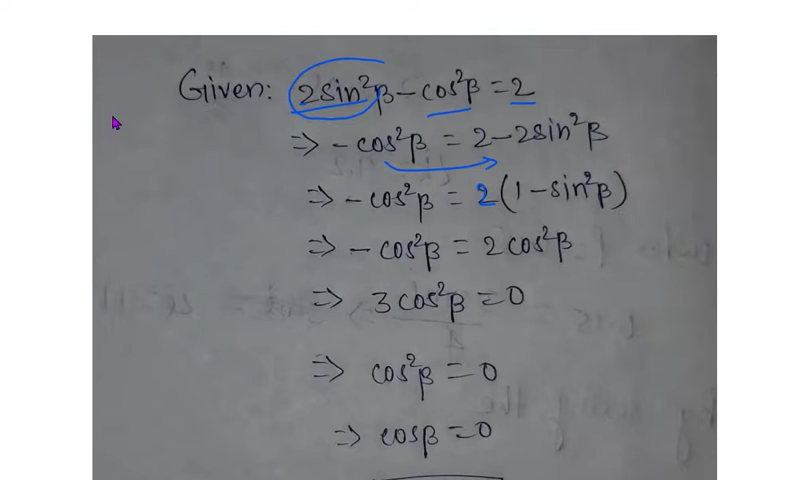 Given: 2sin²β – cos²β = 2
⇒ – cos²β = 2 – 2sin²β
⇒ – cos²β = 2(1 – sin²β)
⇒ – cos²β = 2cos²β
⇒ 3cos²β = 0
⇒ cos²β = 0
⇒ cosβ = 0